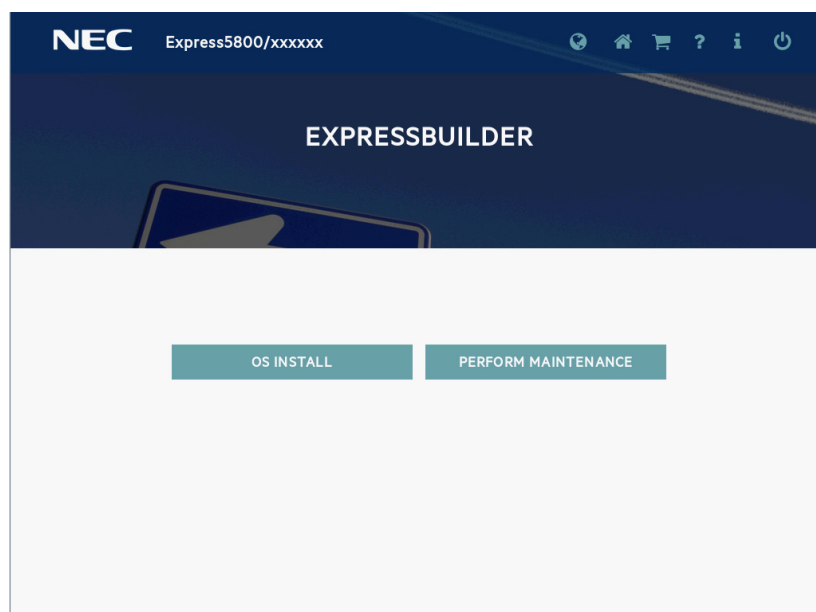 NEC Express5800/xxxxxx ?
EXPRESSBUILDER
OS INSTALL PERFORM MAINTENANCE